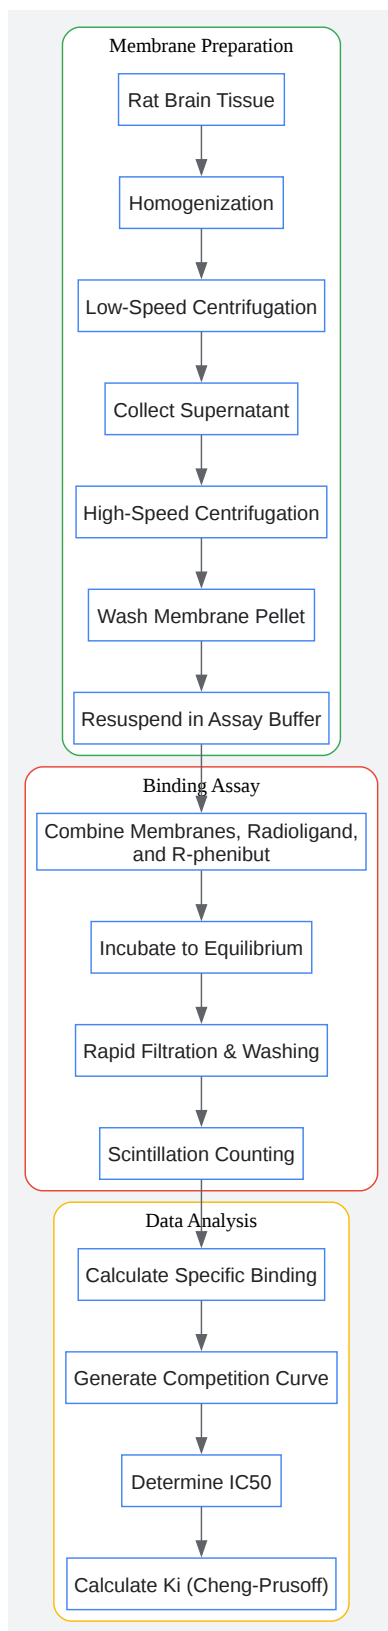 Membrane Preparation
Rat Brain Tissue
Homogenization
Low-Speed Centrifugation
Collect Supernatant
High-Speed Centrifugation
Wash Membrane Pellet
Resuspend in Assay Buffer
Binding Assay
Combine Membranes, Radioligand,
and R-phenibut
Incubate to Equilibrium
Rapid Filtration & Washing
Scintillation Counting
Data Analysis
Calculate Specific Binding
Generate Competition Curve
Determine IC50
Calculate Ki (Cheng-Prusoff)